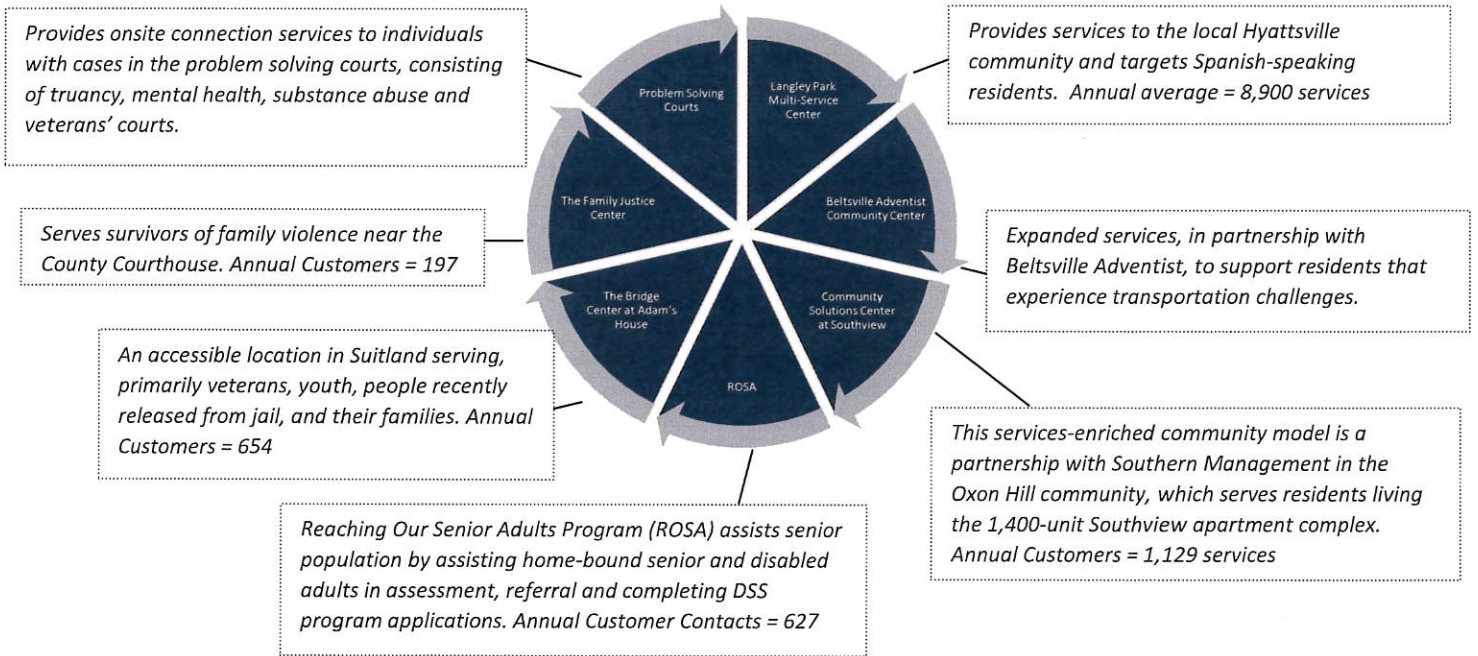 Provides onsite connection services to individuals
with cases in the problem solving courts, consisting
of truancy, mental health, substance abuse and
veterans' courts.
Problem Solving
Courts
Langley Park
Multi-Service
Center
Provides services to the local Hyattsville
community and targets Spanish-speaking
residents. Annual average = 8,900 services
The Family Justice
Center
Beltsville Adventist
Community Center
Serves survivors of family violence near the
County Courthouse. Annual Customers = 197
Expanded services, in partnership with
Beltsville Adventist, to support residents that
experience transportation challenges.
The Bridge
Center at Adam's
House
Community
Solutions Center
at Southview
ROSA
An accessible location in Suitland serving,
primarily veterans, youth, people recently
released from jail, and their families. Annual
Customers = 654
This services-enriched community model is a
partnership with Southern Management in the
Oxon Hill community, which serves residents living
the 1,400-unit Southview apartment complex.
Annual Customers = 1,129 services
Reaching Our Senior Adults Program (ROSA) assists senior
population by assisting home-bound senior and disabled
adults in assessment, referral and completing DSS
program applications. Annual Customer Contacts = 627